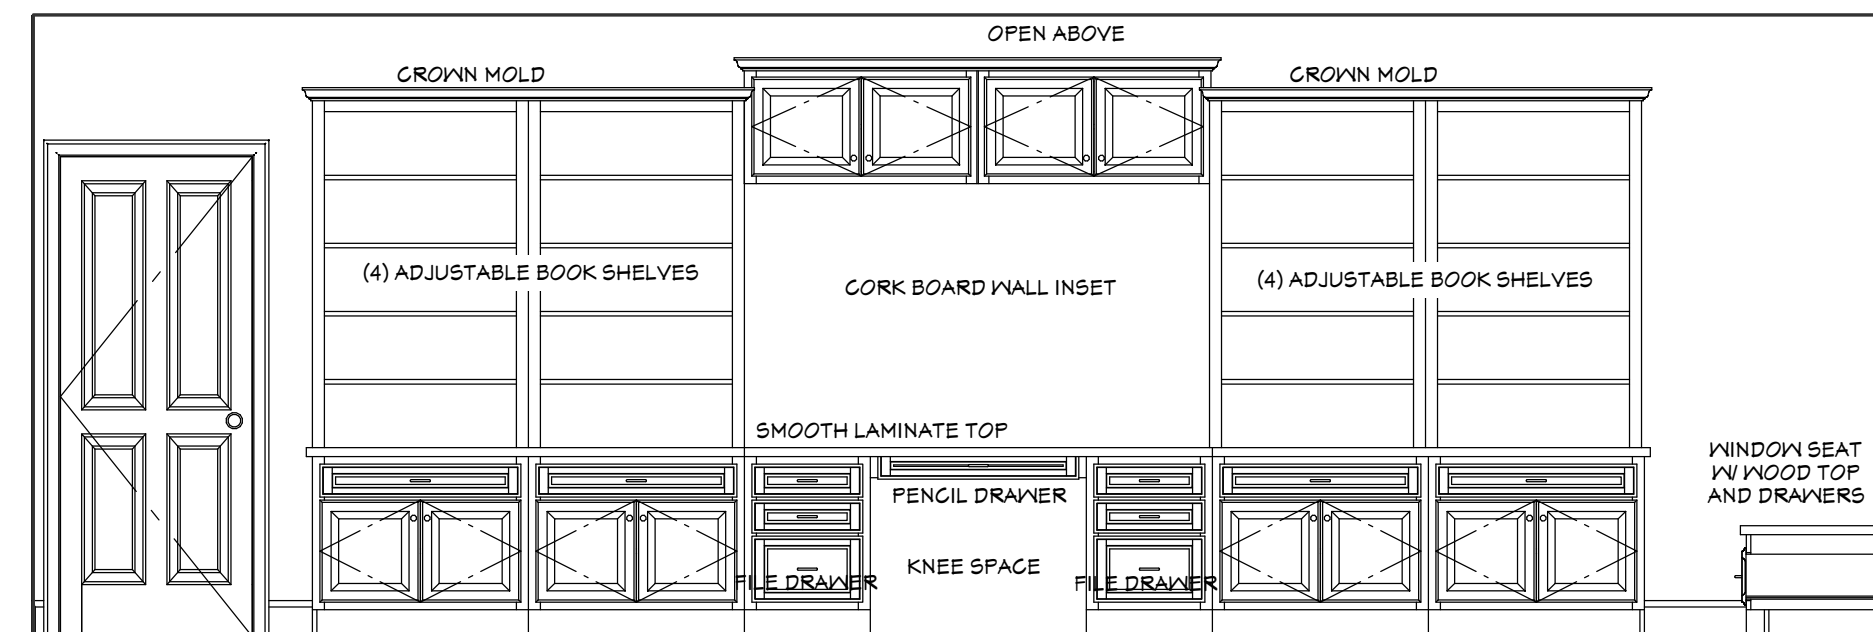 OPEN ABOVE
CROWN MOLD
CROWN MOLD
(4) ADJUSTABLE BOOK SHELVES
CORK BOARD WALL INSET
(4) ADJUSTABLE BOOK SHELVES
SMOOTH LAMINATE TOP
WINDOW SEAT
W/ WOOD TOP
AND DRAWERS
PENCIL DRAWER
KNEE SPACE
FILE DRAWER
FILE DRAWER